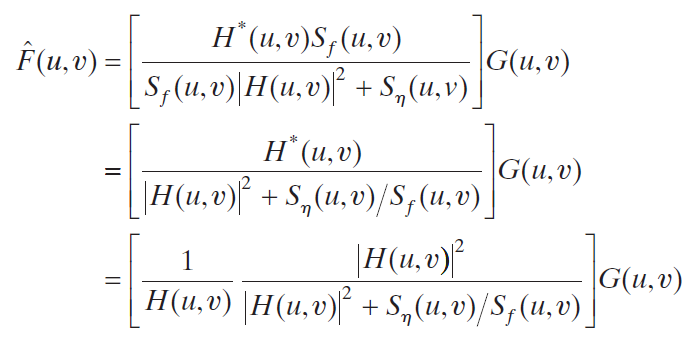 F̂(u,v) = [ H*(u,v)S_f(u,v) / ( S_f(u,v)|H(u,v)|² + S_η(u,v) ) ] G(u,v)
= [ H*(u,v) / ( |H(u,v)|² + S_η(u,v)/S_f(u,v) ) ] G(u,v)
= [ 1 / H(u,v) |H(u,v)|² / ( |H(u,v)|² + S_η(u,v)/S_f(u,v) ) ] G(u,v)